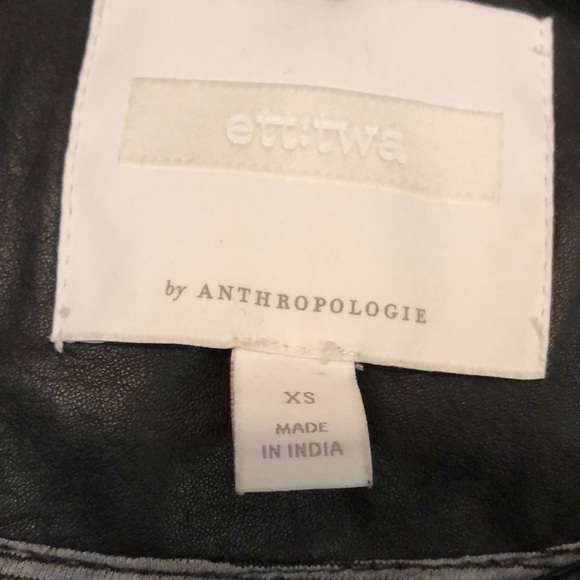 ett:twa
by ANTHROPOLOGIE
XS
MADE
IN INDIA